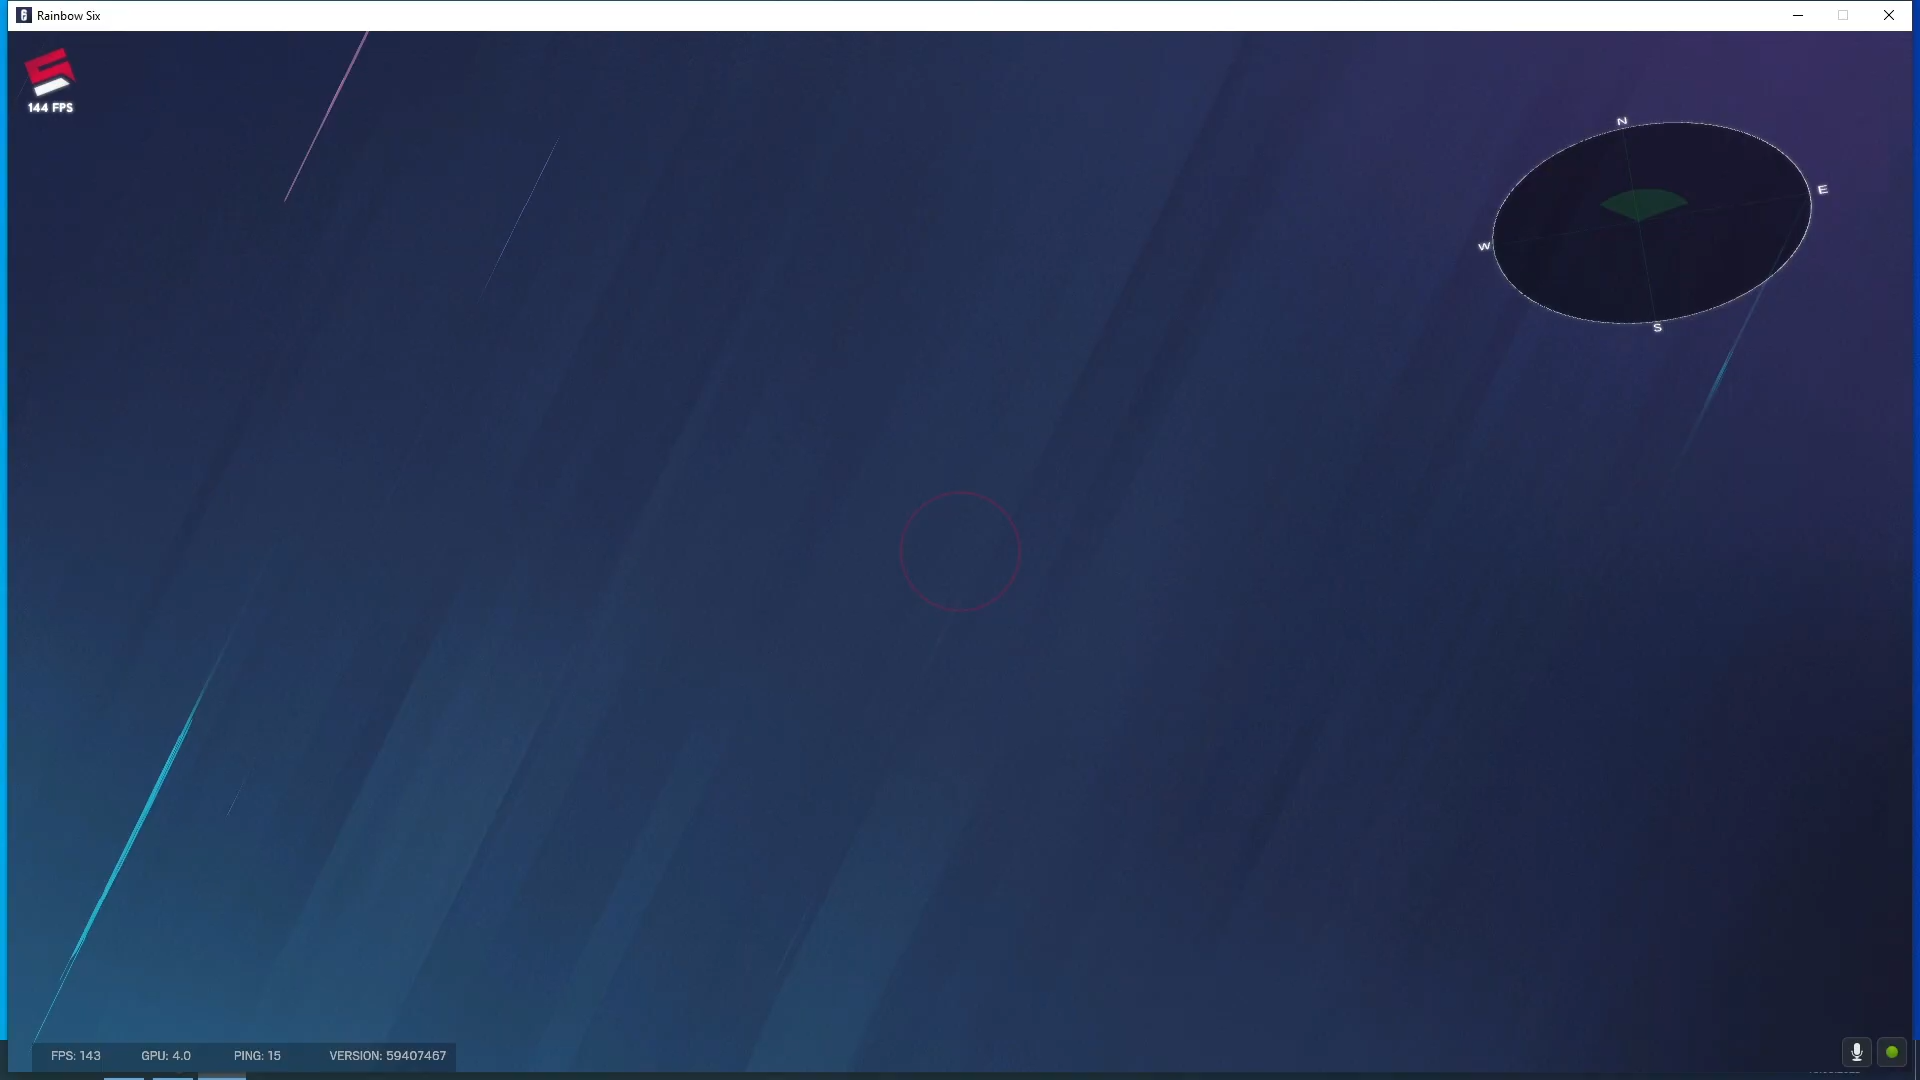 Rainbow Six
144 FPS
N
E
W
S
FPS: 143 GPU: 4.0 PING: 15 VERSION: 59407467